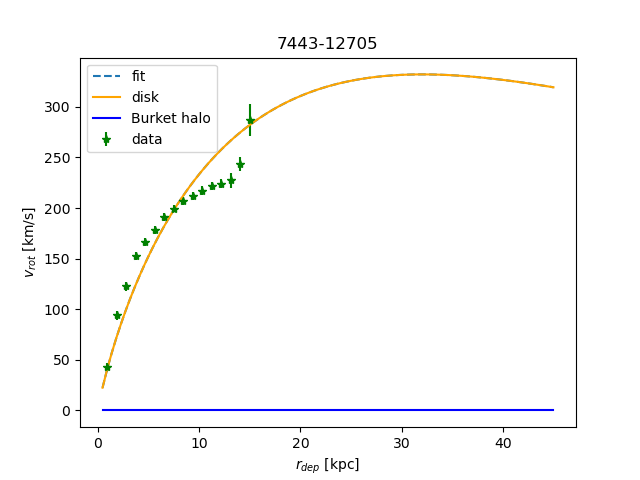 7443-12705
fit
disk
Burket halo
data
300
250
200
150
100
50
0
v_rot [km/s]
0 10 20 30 40
r_dep [kpc]